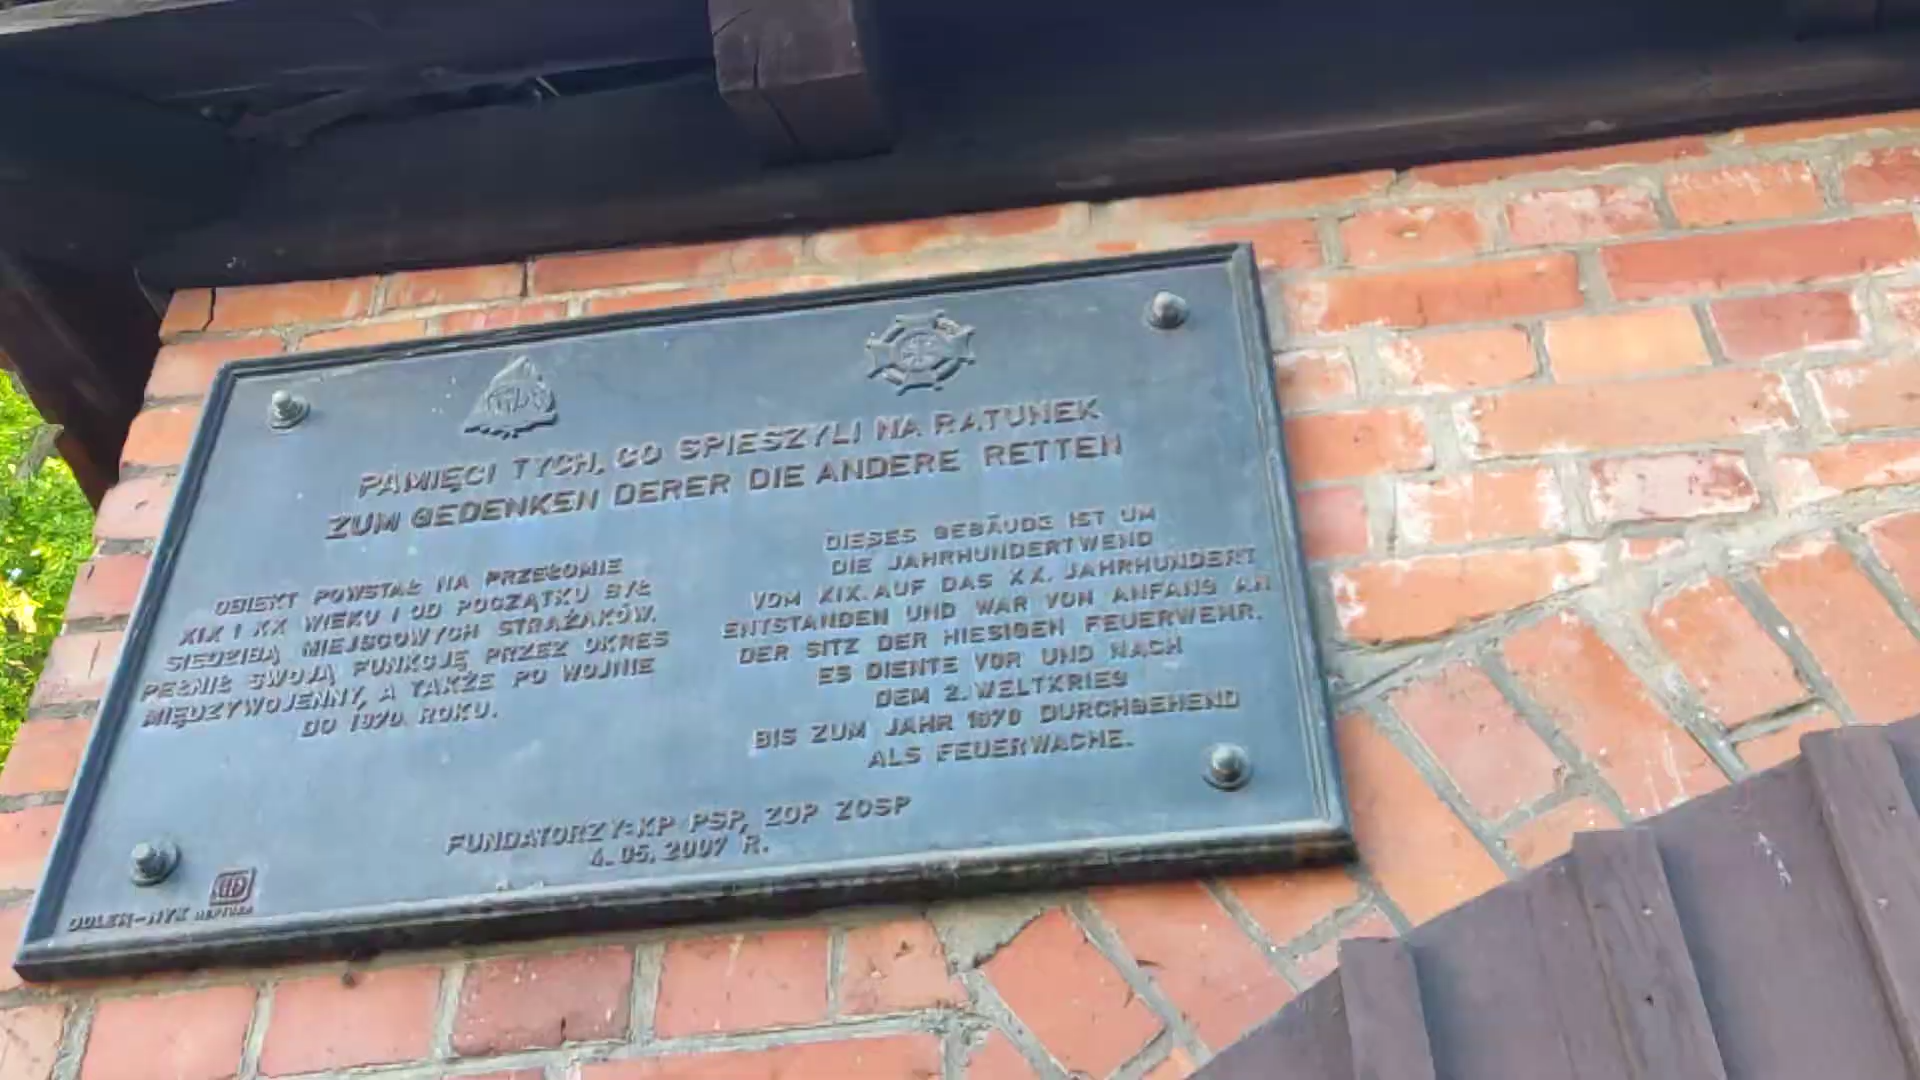 PAMIĘCI TYCH, CO SPIESZYLI NA RATUNEK
ZUM GEDENKEN DERER DIE ANDERE RETTEN
OBIEKT POWSTAŁ NA PRZEŁOMIE
XIX I XX WIEKU I OD POCZĄTKU BYŁ
SIEDZIBĄ MIEJSCOWYCH STRAŻAKÓW.
PEŁNIŁ SWOJĄ FUNKCJĘ PRZEZ OKRES
MIĘDZYWOJENNY, A TAKŻE PO WOJNIE
DO 1970. ROKU.
DIESES GEBÄUDE IST UM
DIE JAHRHUNDERTWEND
VOM XIX. AUF DAS XX. JAHRHUNDERT
ENTSTANDEN UND WAR VON ANFANG AN
DER SITZ DER HIESIGEN FEUERWEHR.
ES DIENTE VOR UND NACH
DEM 2. WELTKRIEG
BIS ZUM JAHR 1970 DURCHGEHEND
ALS FEUERWACHE.
FUNDATORZY: KP PSP, ZOP ZOSP
4. 05. 2007 R.